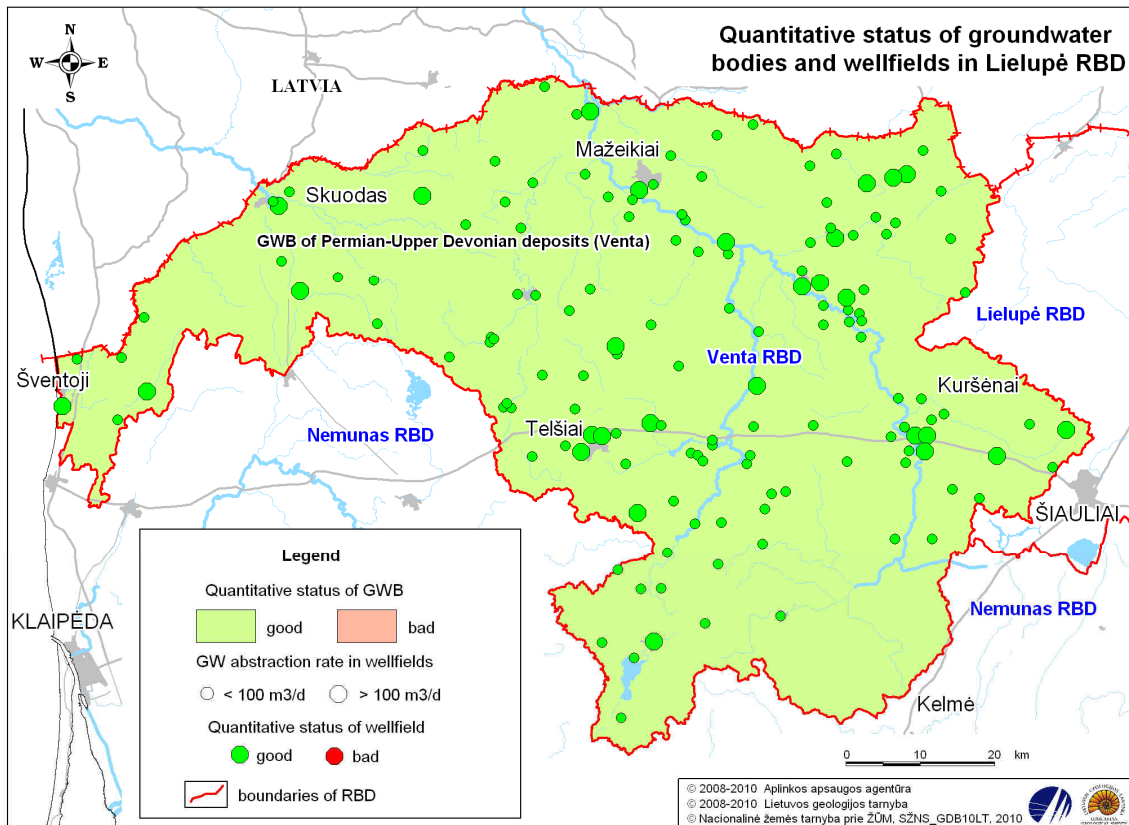 Quantitative status of groundwater
bodies and wellfields in Lielupė RBD
N
W E
S
LATVIA
Mažeikiai
Skuodas
GWB of Permian-Upper Devonian deposits (Venta)
Lielupė RBD
Venta RBD
Šventoji
Kuršėnai
Nemunas RBD
Telšiai
ŠIAULIAI
Legend
Quantitative status of GWB
good bad
GW abstraction rate in wellfields
< 100 m3/d > 100 m3/d
Quantitative status of wellfield
good bad
boundaries of RBD
KLAIPĖDA
Nemunas RBD
Kelmė
0 10 20 km
© 2008-2010 Aplinkos apsaugos agentūra
© 2008-2010 Lietuvos geologijos tarnyba
© Nacionalinė žemės tarnyba prie ŽŪM, SŽNS_GDB10LT, 2010